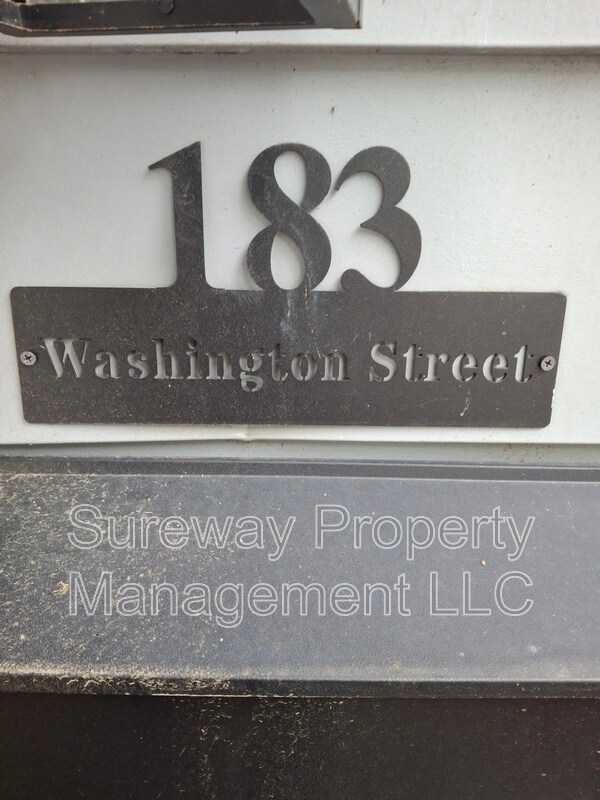 183
Washington Street
Sureway Property
Management LLC